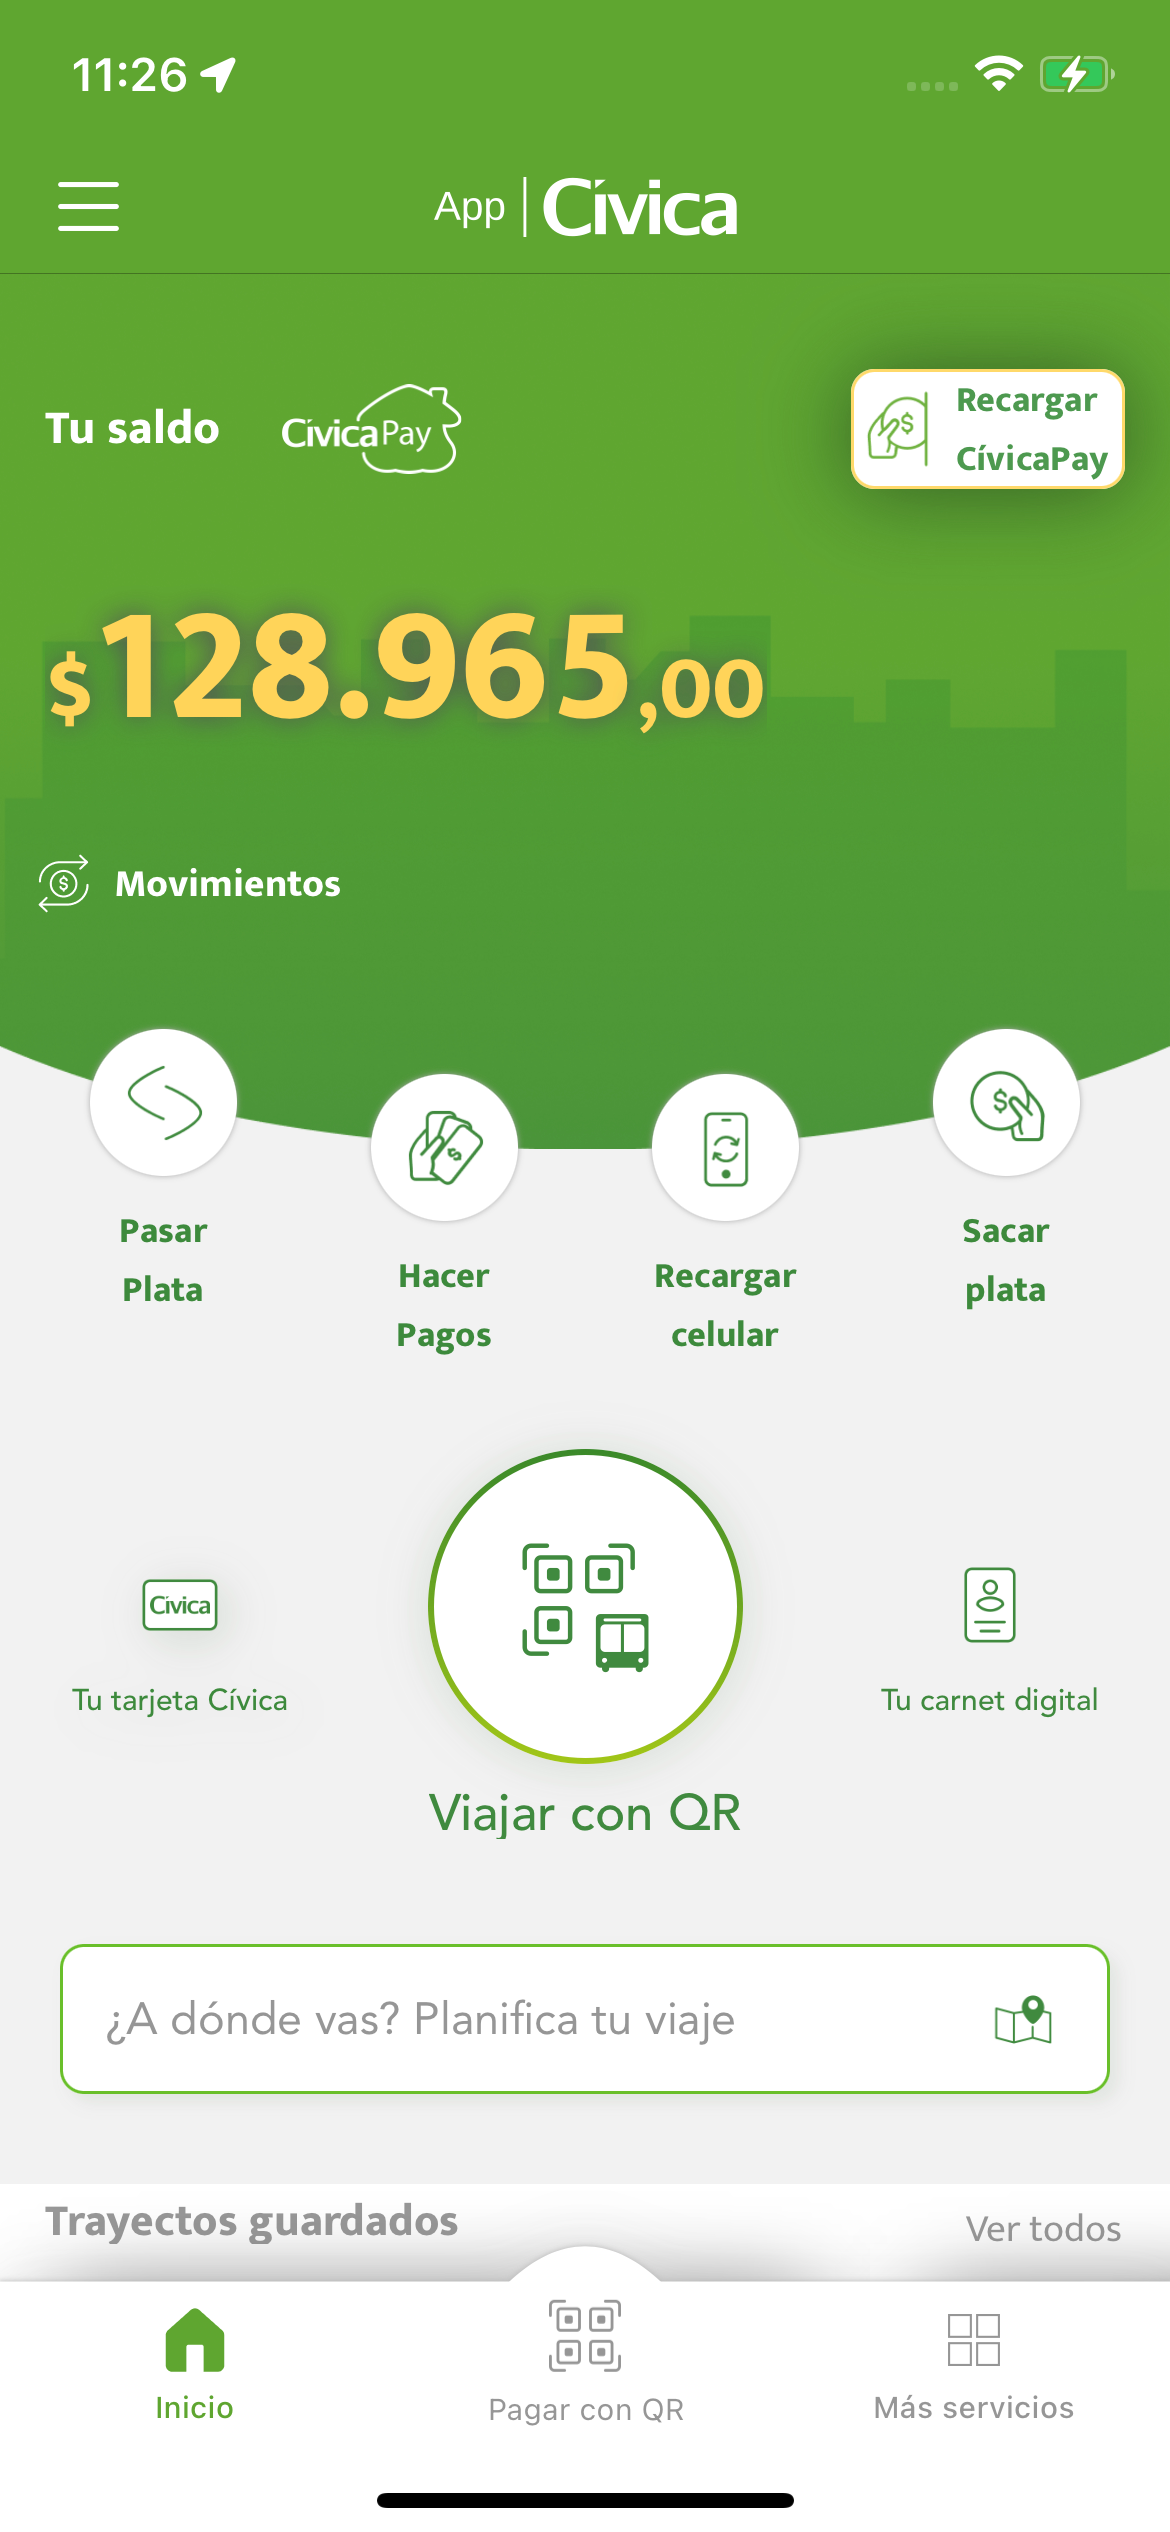 11:26
App | Cívica
Tu saldo
CívicaPay
Recargar
CívicaPay
$128.965,00
Movimientos
Pasar
Plata
Hacer
Pagos
Recargar
celular
Sacar
plata
Cívica
Tu tarjeta Cívica
Viajar con QR
Tu carnet digital
¿A dónde vas? Planifica tu viaje
Trayectos guardados
Ver todos
Inicio
Pagar con QR
Más servicios